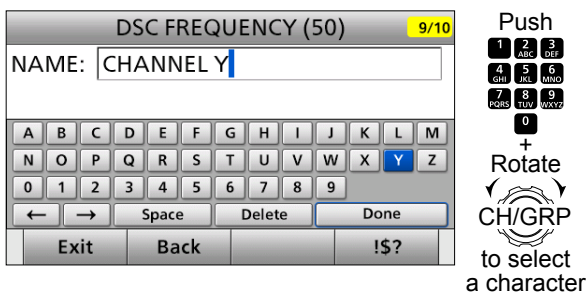 DSC FREQUENCY (50) 9/10
NAME: CHANNEL Y
A B C D E F G H I J K L M
N O P Q R S T U V W X Y Z
0 1 2 3 4 5 6 7 8 9
← → Space Delete Done
Exit Back !$?
Push
1 2 ABC 3 DEF
4 GHI 5 JKL 6 MNO
7 PQRS 8 TUV 9 WXYZ
0
+
Rotate
CH/GRP
to select
a character